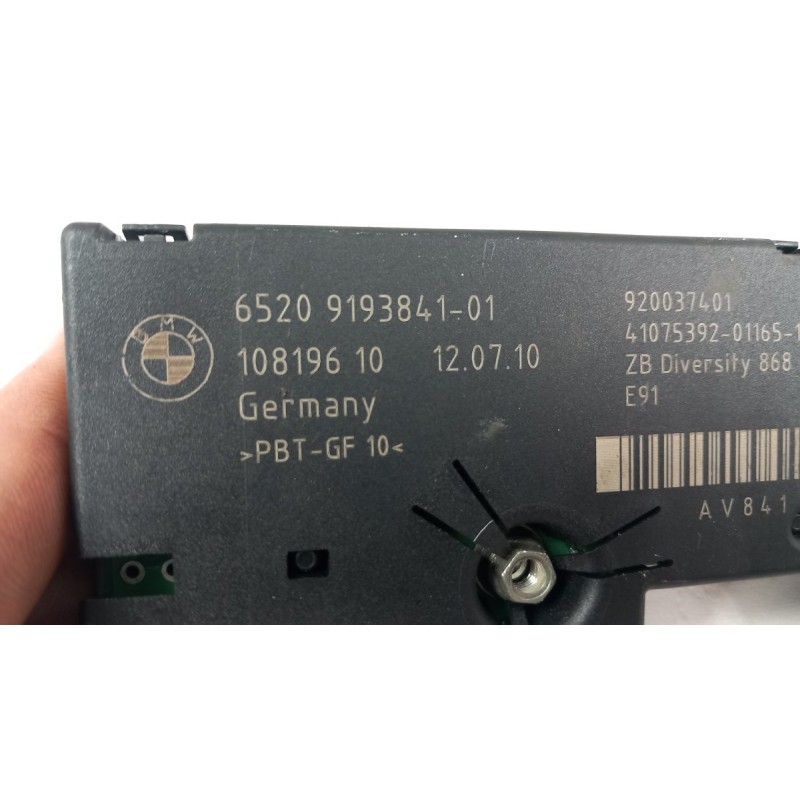 BMW
6520 9193841-01
108196 10 12.07.10
Germany
>PBT-GF 10<
920037401
41075392-01165-1
ZB Diversity 868
E91
AV841